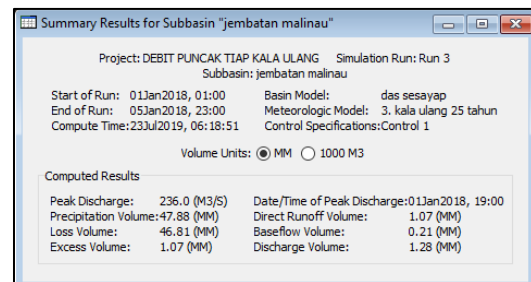 Summary Results for Subbasin "jembatan malinau"
Project: DEBIT PUNCAK TIAP KALA ULANG Simulation Run: Run 3
Subbasin: jembatan malinau
Start of Run: 01Jan2018, 01:00 Basin Model: das sesayap
End of Run: 05Jan2018, 23:00 Meteorologic Model: 3. kala ulang 25 tahun
Compute Time:23Jul2019, 06:18:51 Control Specifications:Control 1
Volume Units: MM 1000 M3
Computed Results
Peak Discharge: 236.0 (M3/S) Date/Time of Peak Discharge:01Jan2018, 19:00
Precipitation Volume:47.88 (MM) Direct Runoff Volume: 1.07 (MM)
Loss Volume: 46.81 (MM) Baseflow Volume: 0.21 (MM)
Excess Volume: 1.07 (MM) Discharge Volume: 1.28 (MM)